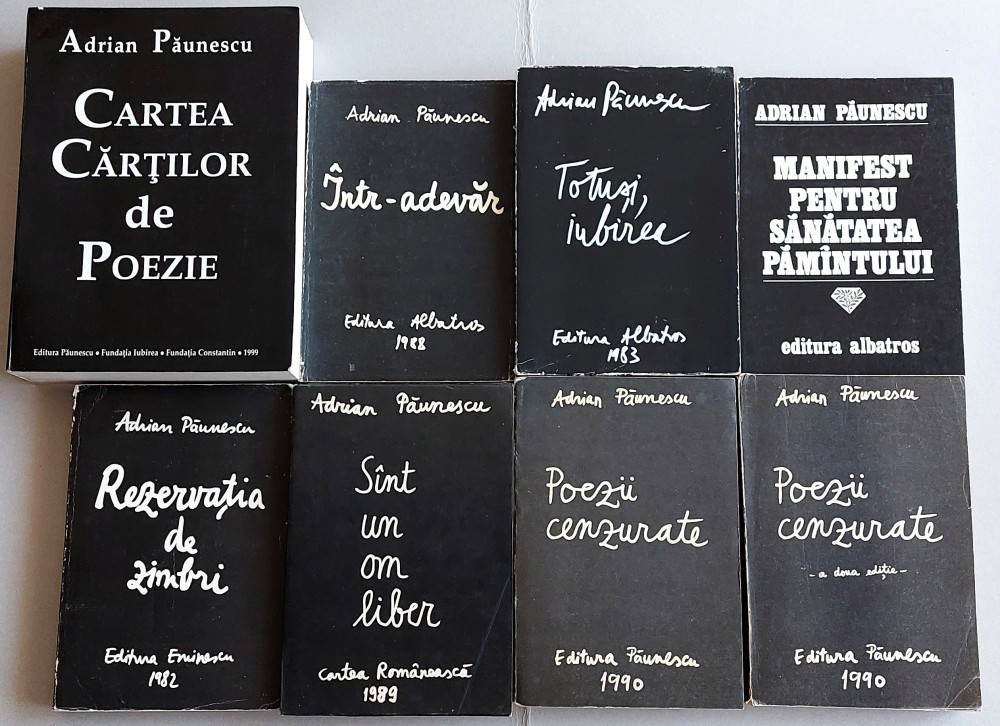 Adrian Păunescu
CARTEA
CĂRŢILOR
de
POEZIE
Editura Păunescu • Fundaţia Iubirea • Fundaţia Constantin • 1999
Adrian Păunescu
Într-adevăr
Editura Albatros
1988
Adrian Păunescu
Totuşi,
iubirea
Editura Albatros
1983
ADRIAN PĂUNESCU
MANIFEST
PENTRU
SĂNĂTATEA
PĂMÎNTULUI
editura albatros
Adrian Păunescu
Rezervaţia
de
zimbri
Editura Eminescu
1982
Adrian Păunescu
Sînt
un
om
liber
Cartea Românească
1989
Adrian Păunescu
Poezii
cenzurate
Editura Păunescu
1990
Adrian Păunescu
Poezii
cenzurate
- a doua ediţie -
Editura Păunescu
1990